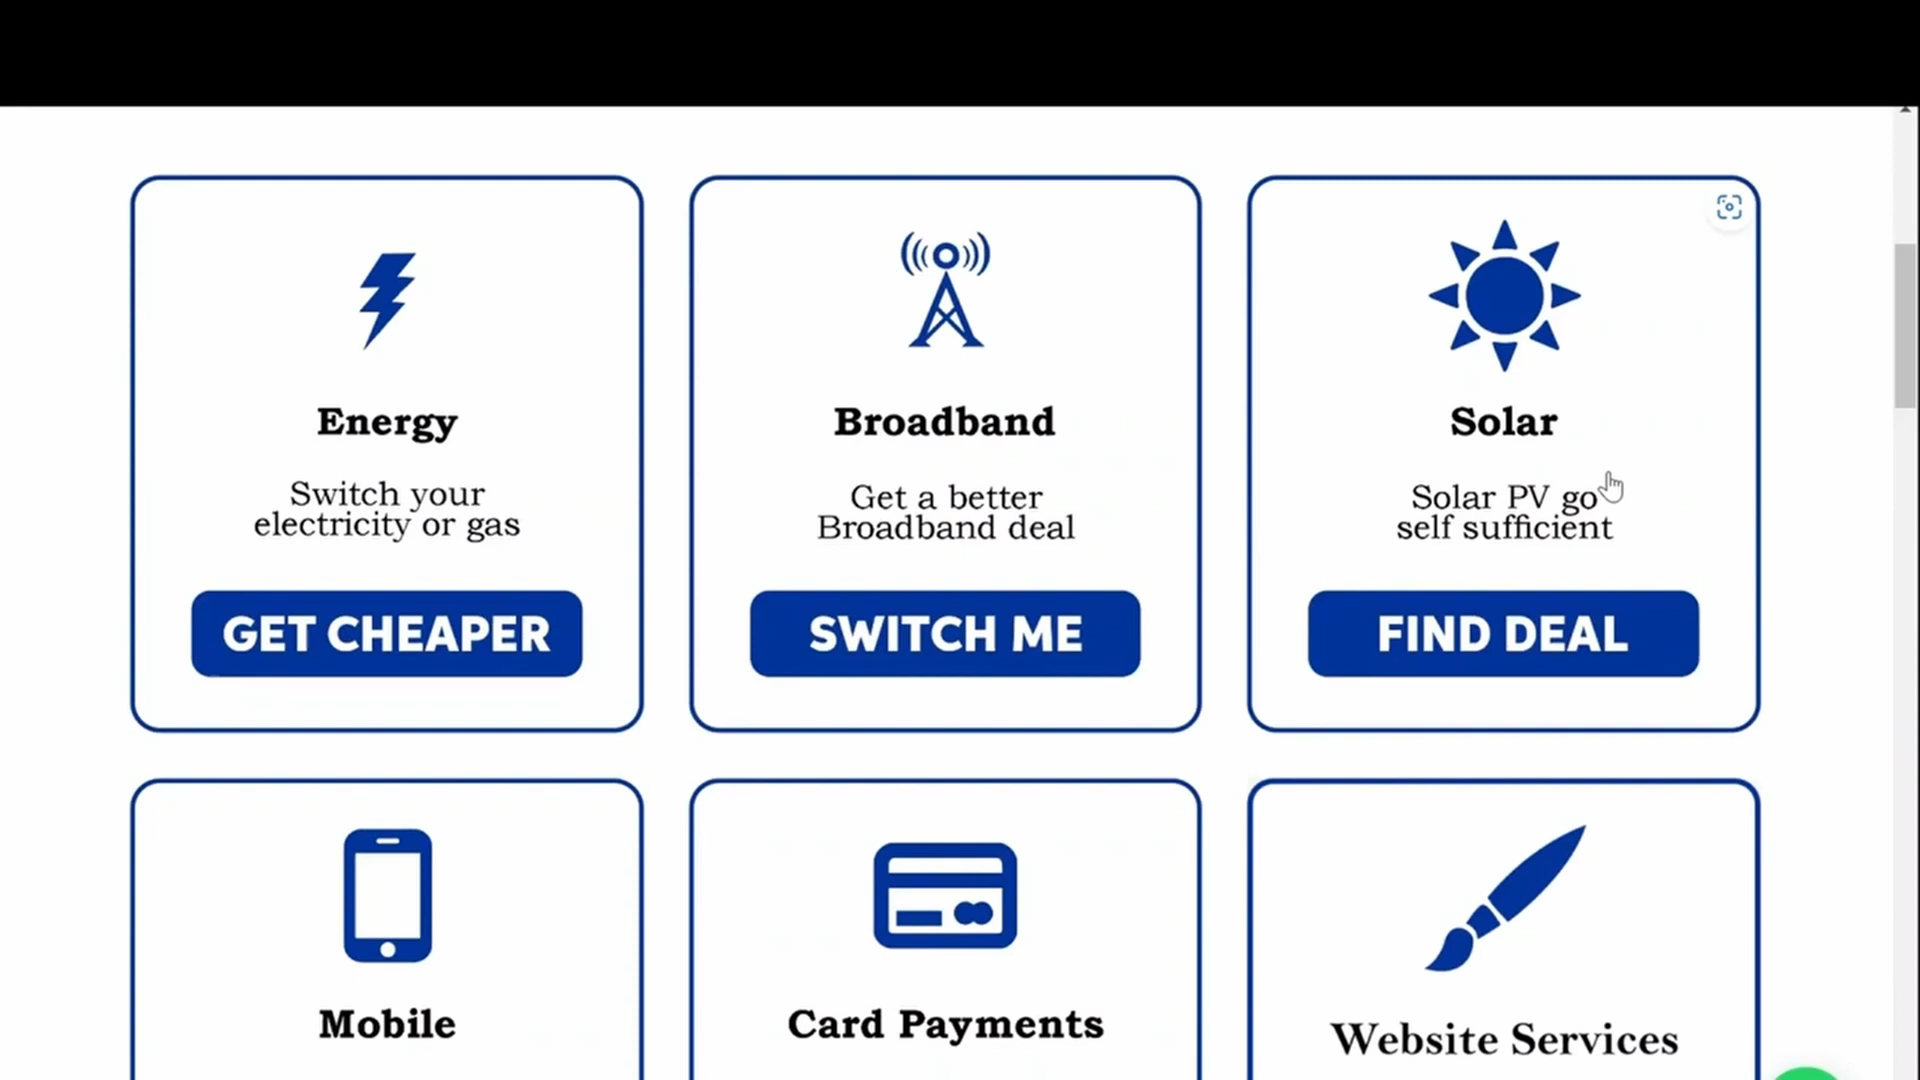 Energy
Switch your
electricity or gas
GET CHEAPER
Broadband
Get a better
Broadband deal
SWITCH ME
Solar
Solar PV go
self sufficient
FIND DEAL
Mobile
Card Payments
Website Services